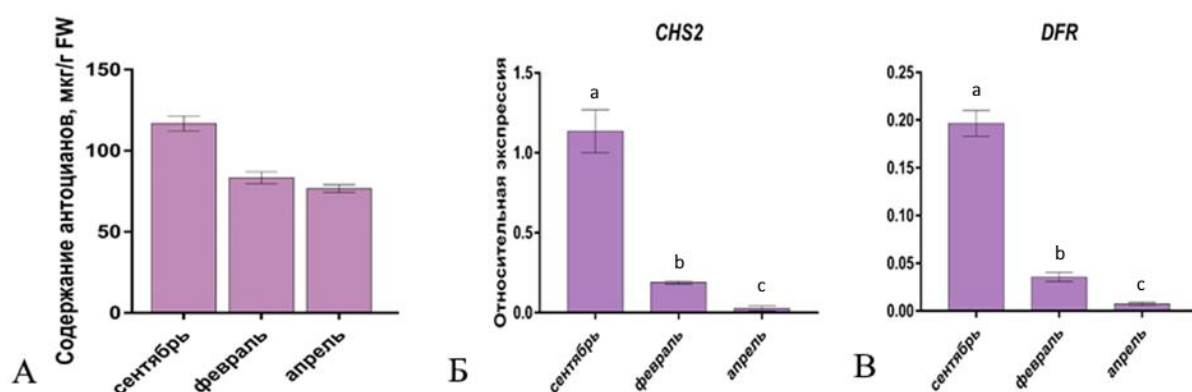 Содержание антоцианов, мкг/г FW
150
100
50
0
сентябрь
февраль
апрель
А
CHS2
Относительная экспрессия
1.5
1.0
0.5
0.0
a
b
c
сентябрь
февраль
апрель
Б
DFR
0.25
0.20
0.15
0.10
0.05
0.00
a
b
c
сентябрь
февраль
апрель
В